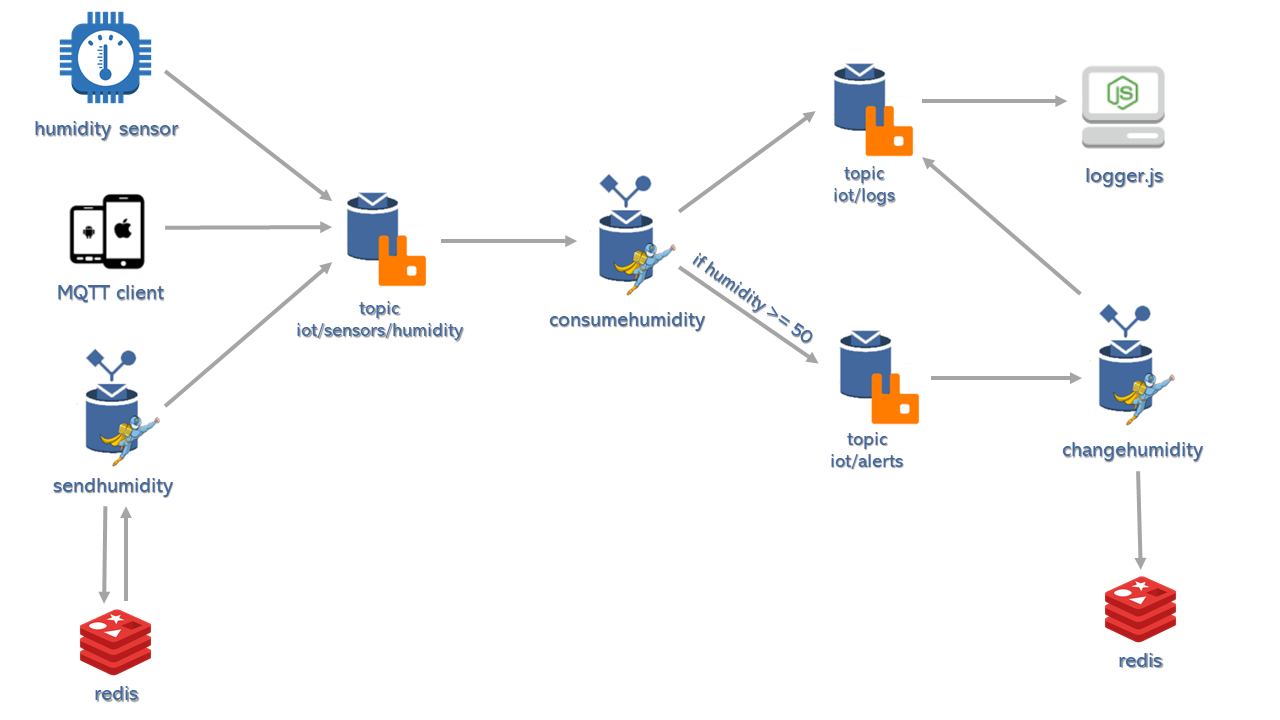 humidity sensor
MQTT client
sendhumidity
redis
topic
iot/sensors/humidity
consumehumidity
if humidity >= 50
topic
iot/logs
JS
logger.js
topic
iot/alerts
changehumidity
redis